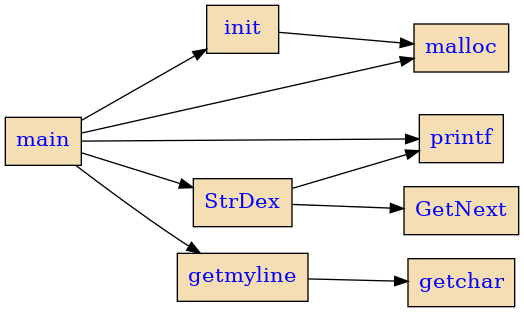 init
malloc
main
printf
StrDex
GetNext
getmyline
getchar